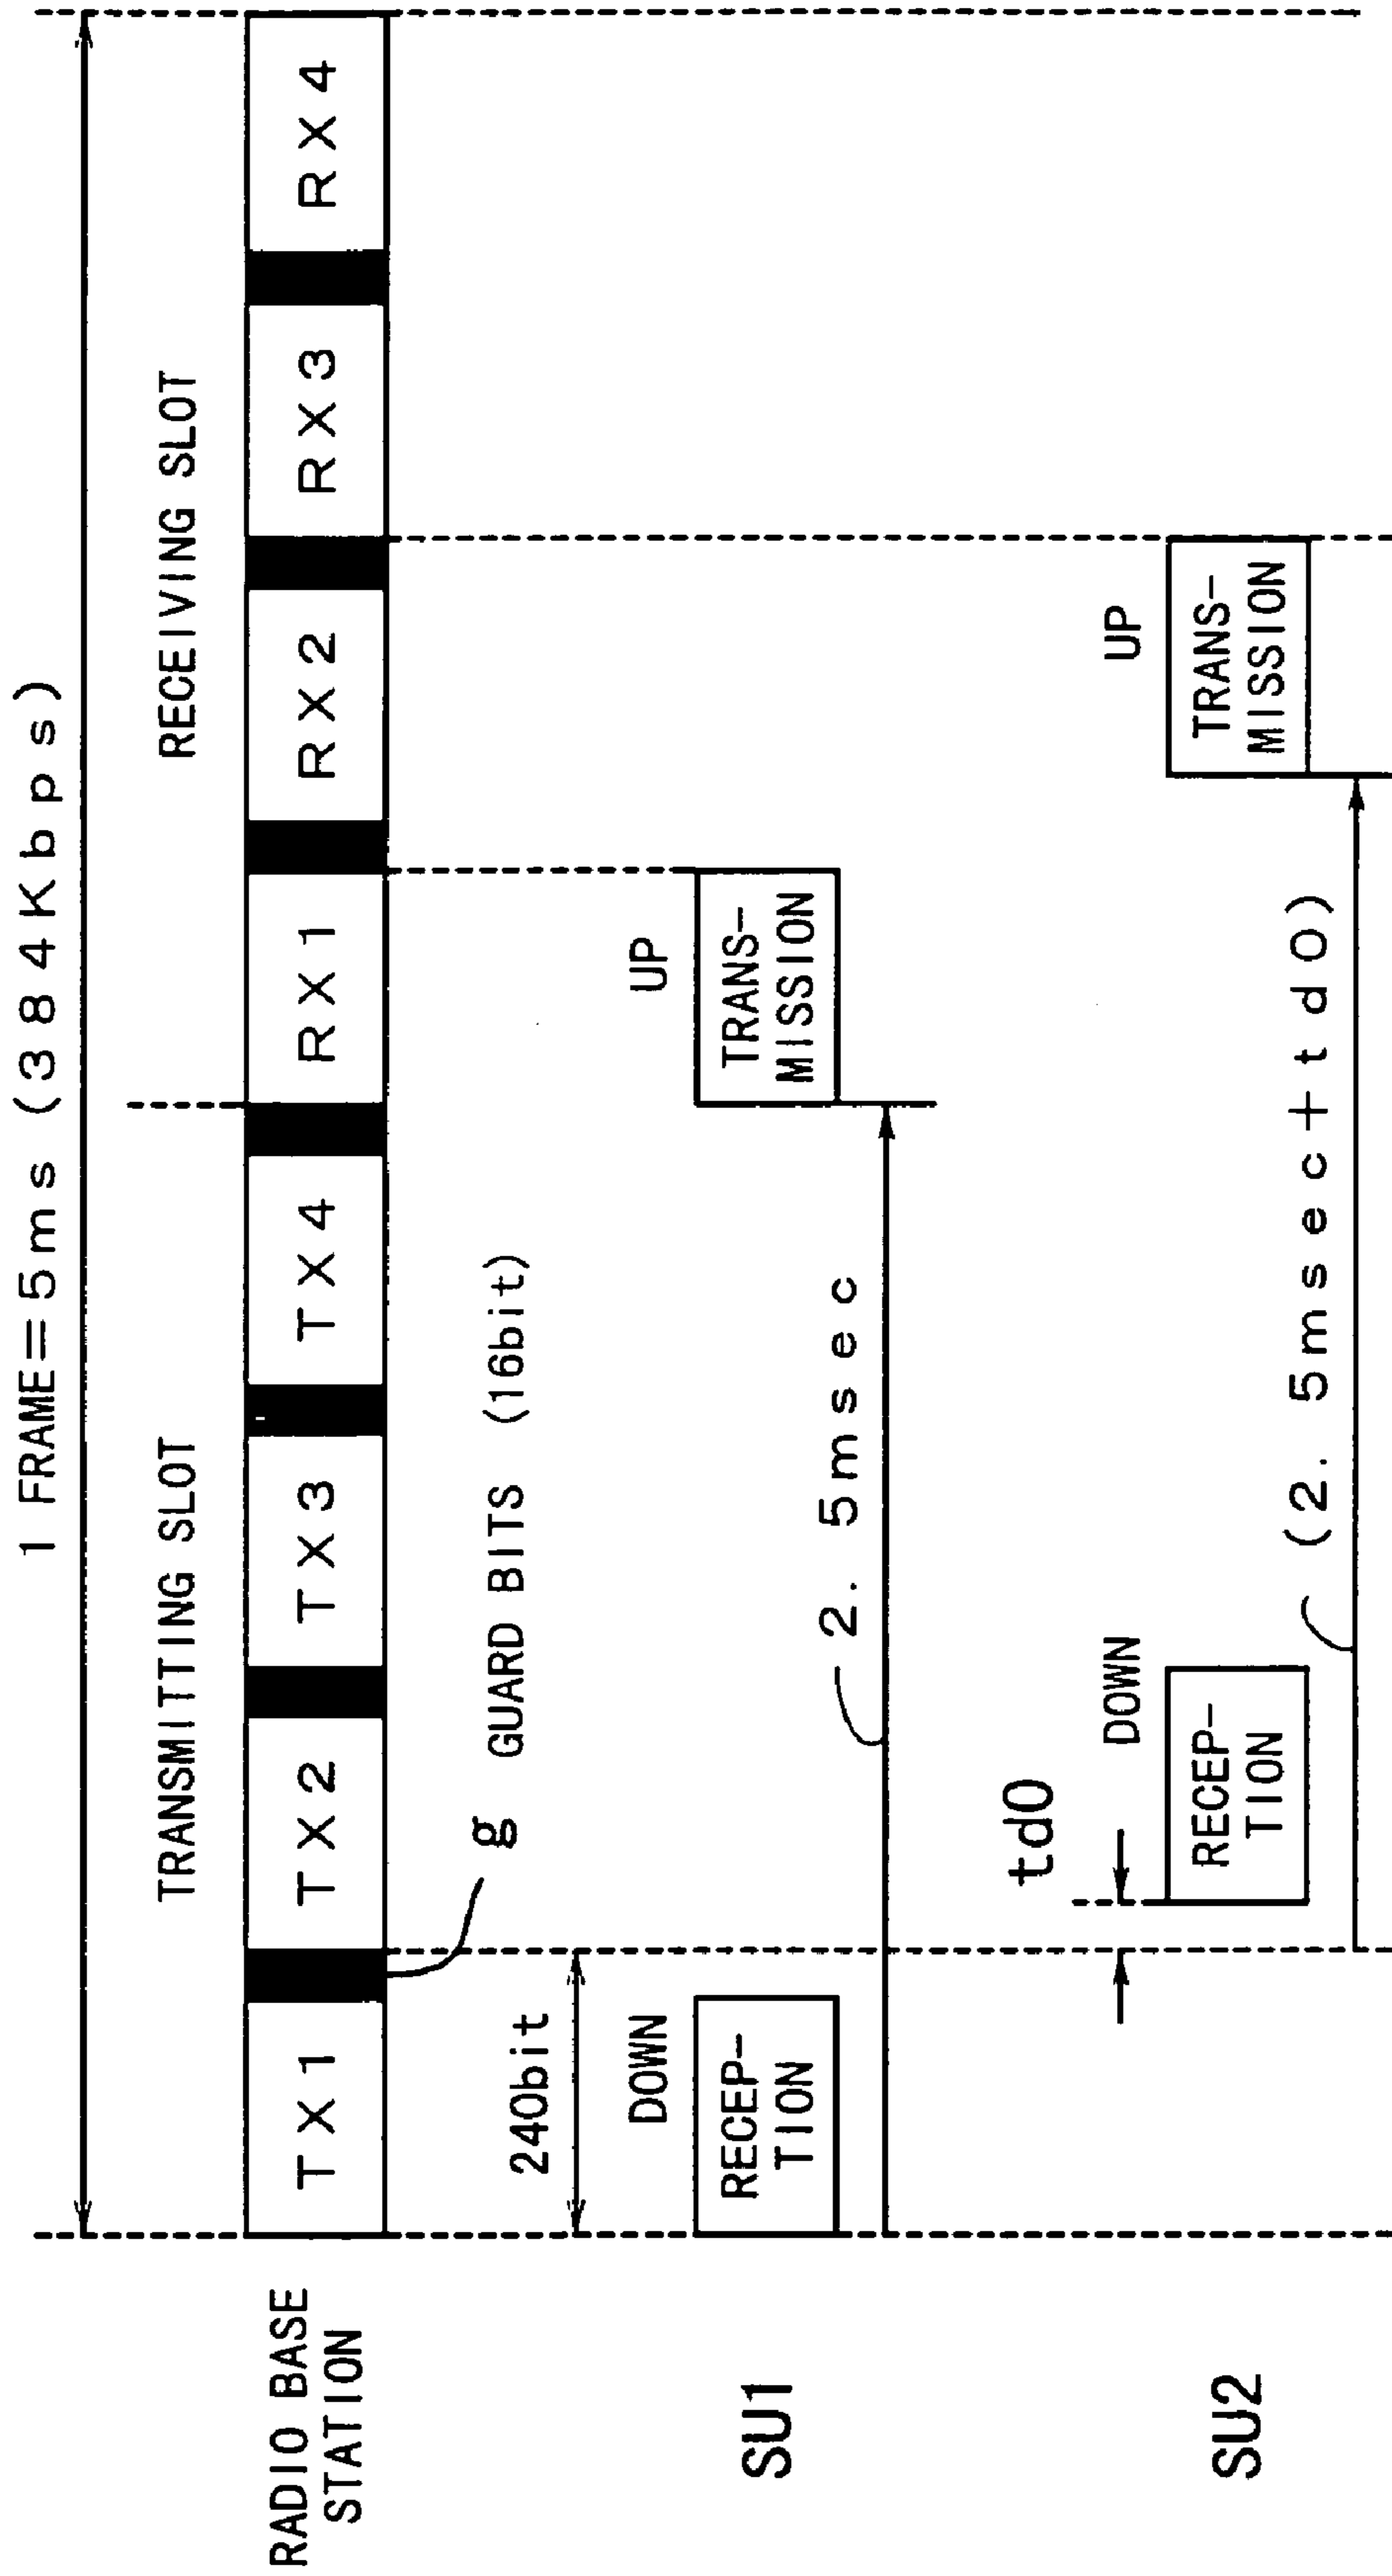 1 FRAME=5ms (384Kbps)
TRANSMITTING SLOT
RECEIVING SLOT
RADIO BASE
STATION
TX1
TX2
TX3
TX4
RX1
RX2
RX3
RX4
g
GUARD BITS (16bit)
240bit
SU1
DOWN
RECEP-
TION
2. 5msec
UP
TRANS-
MISSION
SU2
td0
DOWN
RECEP-
TION
(2. 5msec+td0)
UP
TRANS-
MISSION